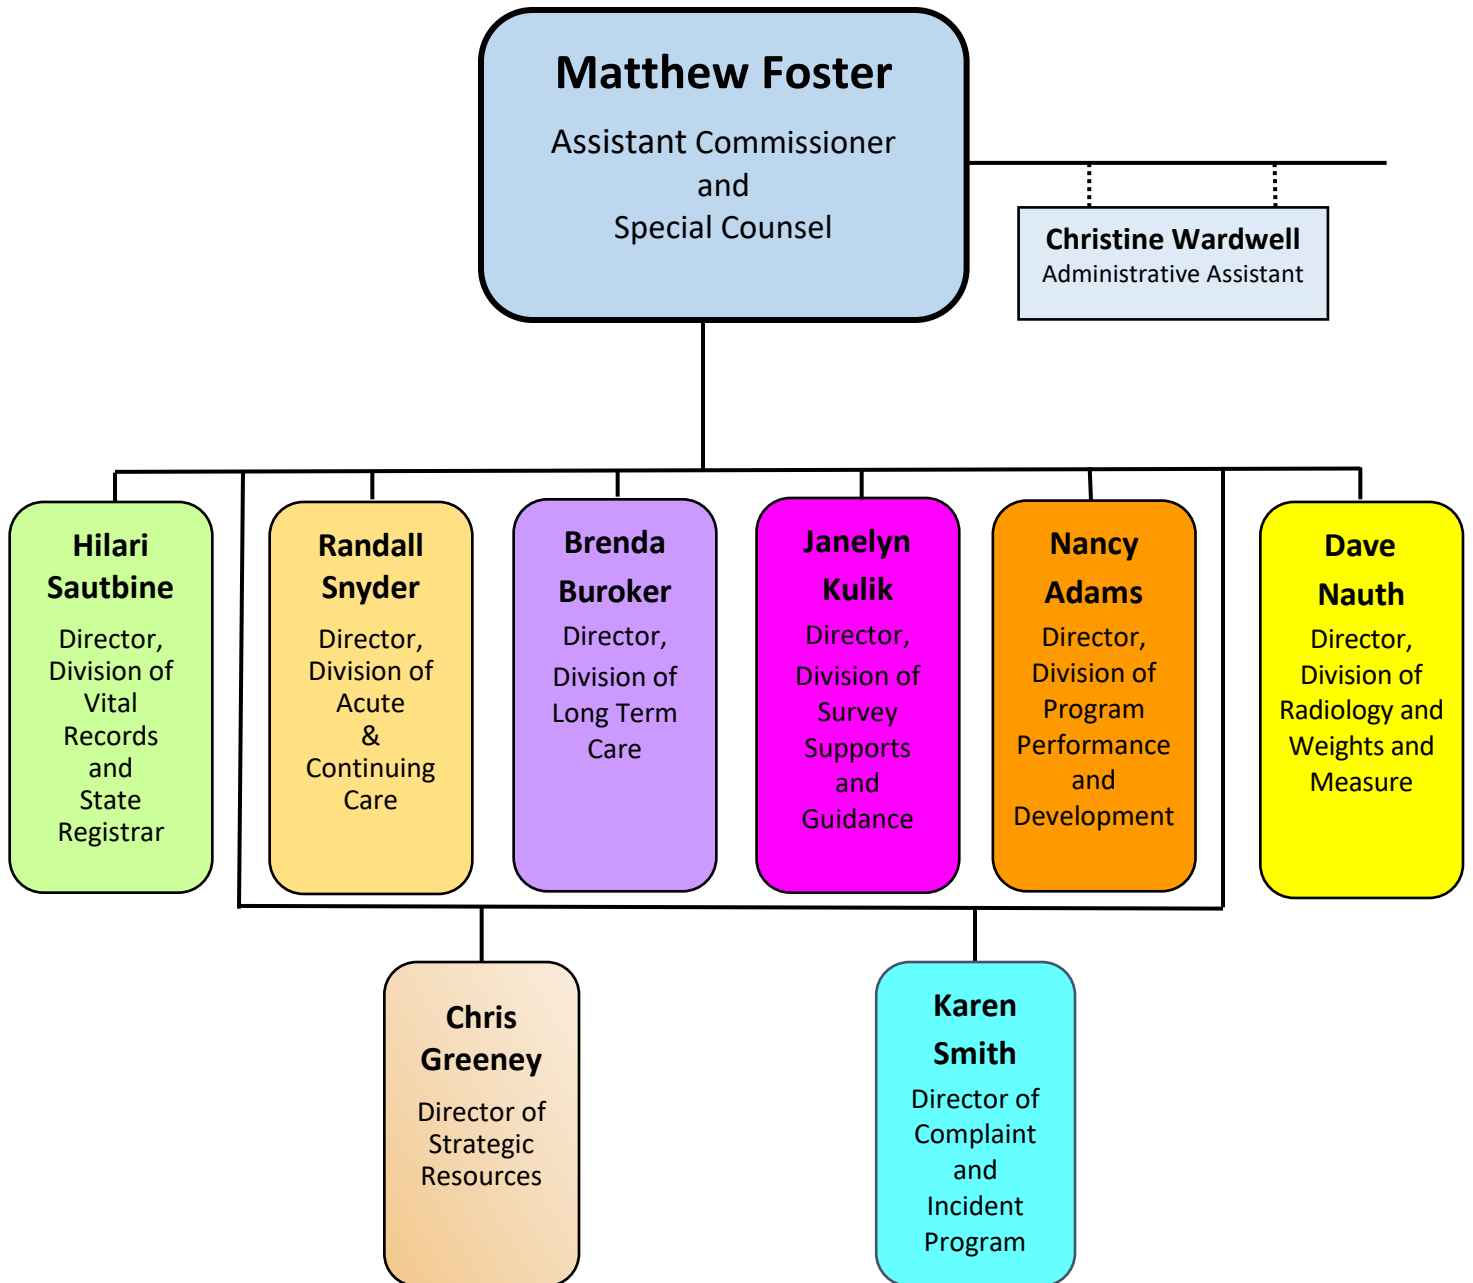 Matthew Foster
Assistant Commissioner
and
Special Counsel
Christine Wardwell
Administrative Assistant
Hilari
Sautbine
Director,
Division of
Vital
Records
and
State
Registrar
Randall
Snyder
Director,
Division of
Acute
&
Continuing
Care
Brenda
Buroker
Director,
Division of
Long Term
Care
Janelyn
Kulik
Director,
Division of
Survey
Supports
and
Guidance
Nancy
Adams
Director,
Division of
Program
Performance
and
Development
Dave
Nauth
Director,
Division of
Radiology and
Weights and
Measure
Chris
Greeney
Director of
Strategic
Resources
Karen
Smith
Director of
Complaint
and
Incident
Program